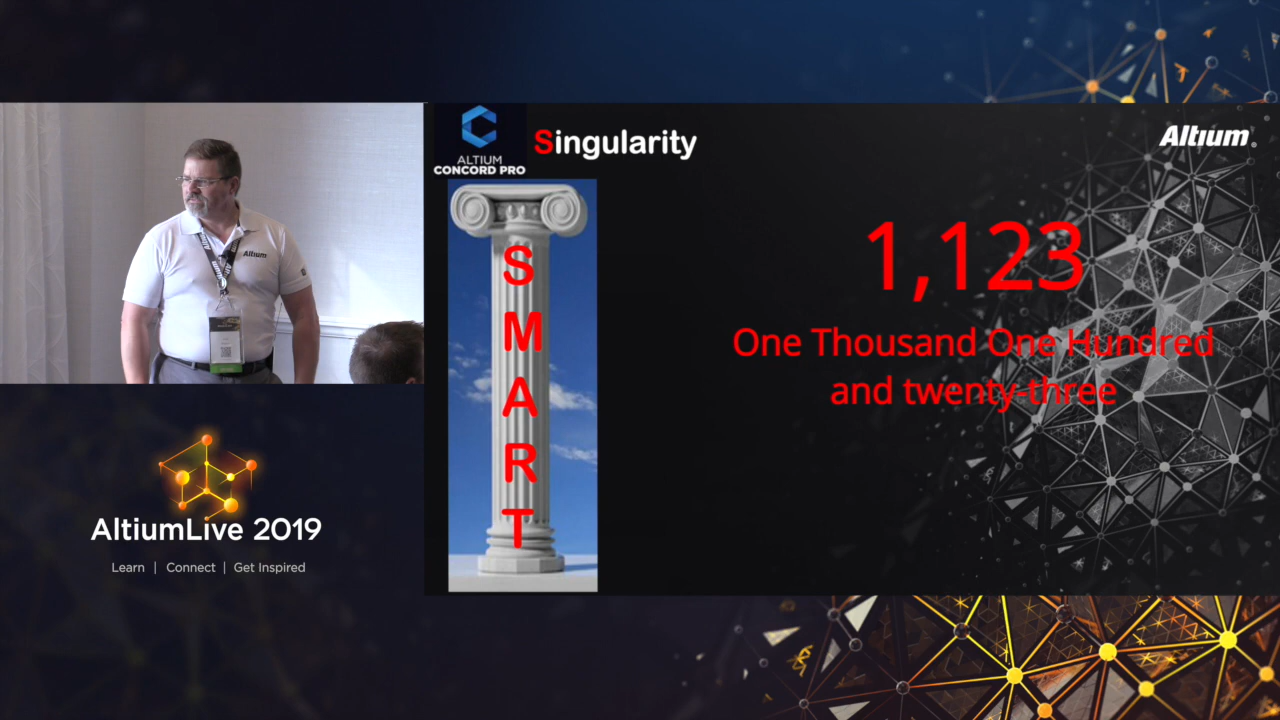 ALTIUM
CONCORD PRO
Singularity
Altium
Altium
S
M
A
R
T
1,123
One Thousand One Hundred
and twenty-three
AltiumLive 2019
Learn | Connect | Get Inspired